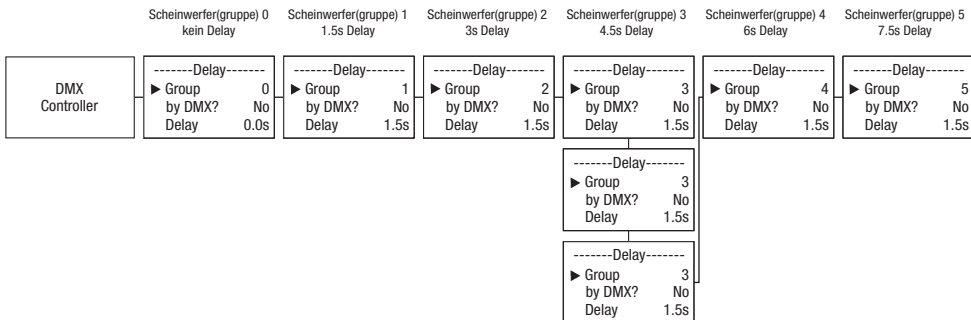 Scheinwerfer(gruppe) 0
kein Delay
Scheinwerfer(gruppe) 1
1.5s Delay
Scheinwerfer(gruppe) 2
3s Delay
Scheinwerfer(gruppe) 3
4.5s Delay
Scheinwerfer(gruppe) 4
6s Delay
Scheinwerfer(gruppe) 5
7.5s Delay
DMX
Controller
-------Delay-------
▶ Group 0
by DMX? No
Delay 0.0s
-------Delay-------
▶ Group 1
by DMX? No
Delay 1.5s
-------Delay-------
▶ Group 2
by DMX? No
Delay 1.5s
-------Delay-------
▶ Group 3
by DMX? No
Delay 1.5s
-------Delay-------
▶ Group 3
by DMX? No
Delay 1.5s
-------Delay-------
▶ Group 3
by DMX? No
Delay 1.5s
-------Delay-------
▶ Group 4
by DMX? No
Delay 1.5s
-------Delay-------
▶ Group 5
by DMX? No
Delay 1.5s